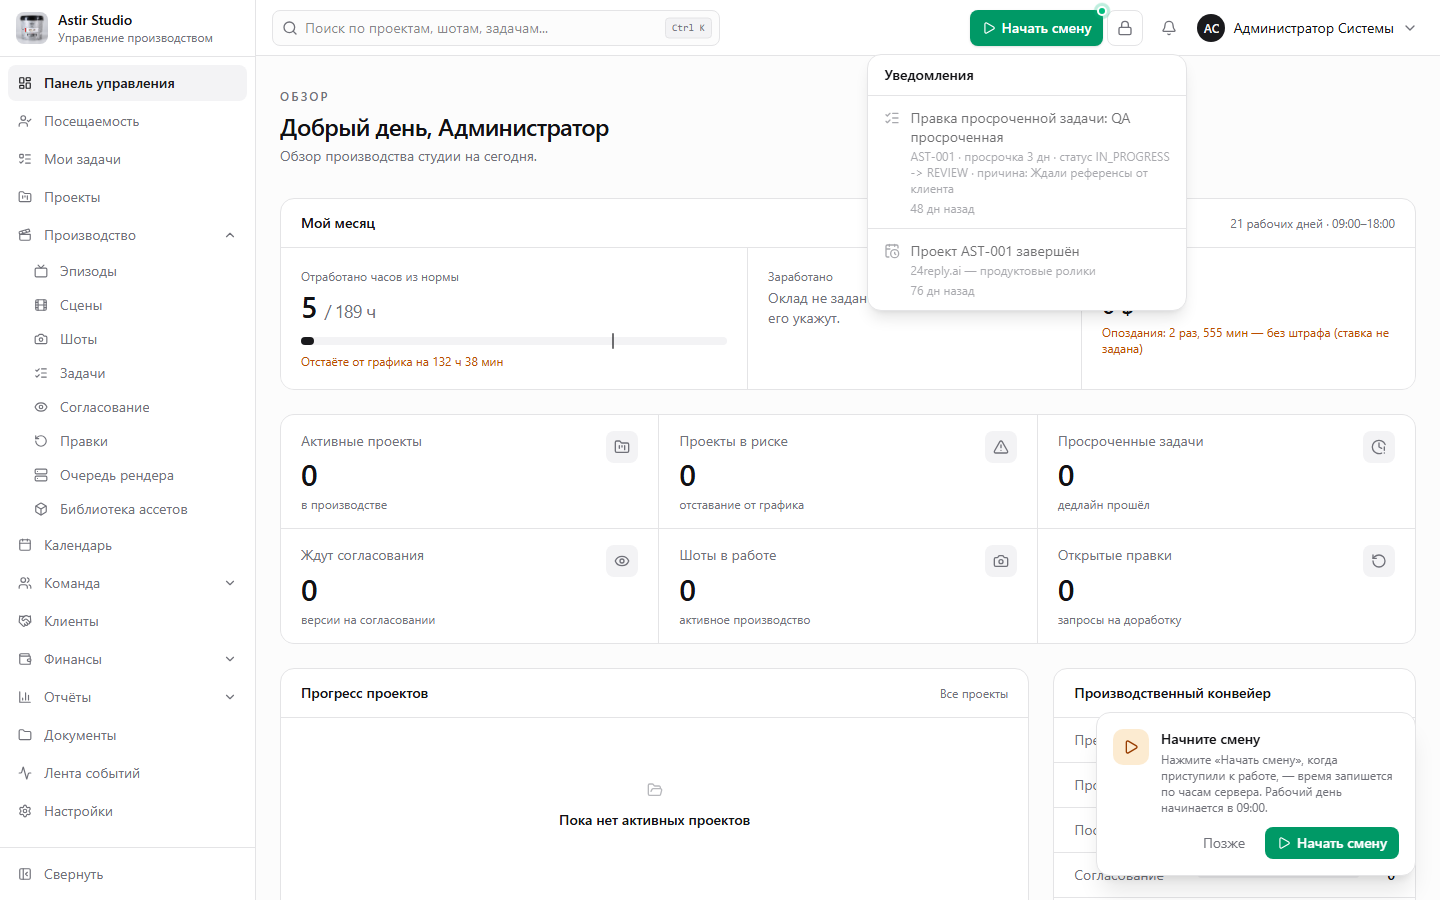 Astir Studio
Управление производством
Поиск по проектам, шотам, задачам...
Ctrl K
Начать смену
АС
Администратор Системы
Панель управления
Посещаемость
Мои задачи
Проекты
Производство
Эпизоды
Сцены
Шоты
Задачи
Согласование
Правки
Очередь рендера
Библиотека ассетов
Календарь
Команда
Клиенты
Финансы
Отчёты
Документы
Лента событий
Настройки
Свернуть
ОБЗОР
Добрый день, Администратор
Обзор производства студии на сегодня.
Уведомления
Правка просроченной задачи: QA
просроченная
AST-001 · просрочка 3 дн · статус IN_PROGRESS
-> REVIEW · причина: Ждали референсы от
клиента
48 дн назад
Проект AST-001 завершён
24reply.ai — продуктовые ролики
76 дн назад
Мой месяц
21 рабочих дней · 09:00–18:00
Отработано часов из нормы
5 / 189 ч
Отстаёте от графика на 132 ч 38 мин
Заработано
Оклад не задан
его укажут.
Опоздания: 2 раз, 555 мин — без штрафа (ставка не
задана)
Активные проекты
0
в производстве
Проекты в риске
0
отставание от графика
Просроченные задачи
0
дедлайн прошёл
Ждут согласования
0
версии на согласовании
Шоты в работе
0
активное производство
Открытые правки
0
запросы на доработку
Прогресс проектов
Все проекты
Пока нет активных проектов
Производственный конвейер
Согласование
Начните смену
Нажмите «Начать смену», когда
приступили к работе, — время запишется
по часам сервера. Рабочий день
начинается в 09:00.
Позже
Начать смену